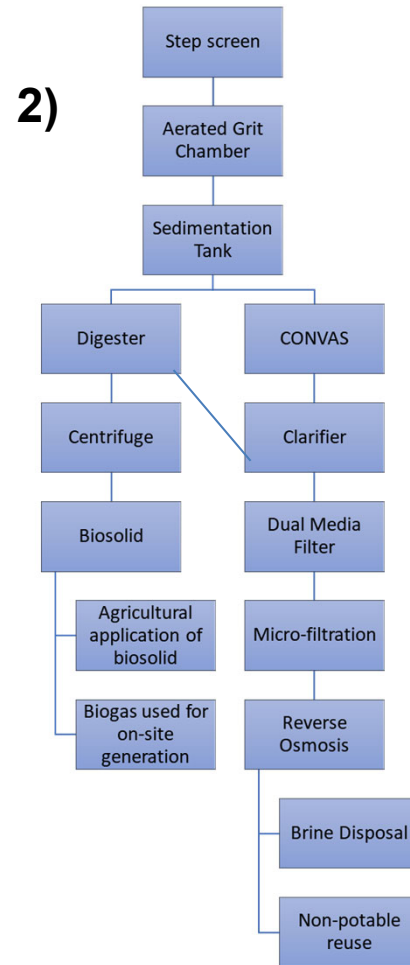 2)
Step screen
Aerated Grit
Chamber
Sedimentation
Tank
Digester
CONVAS
Centrifuge
Clarifier
Biosolid
Dual Media
Filter
Agricultural
application of
biosolid
Micro-filtration
Biogas used for
on-site
generation
Reverse
Osmosis
Brine Disposal
Non-potable
reuse